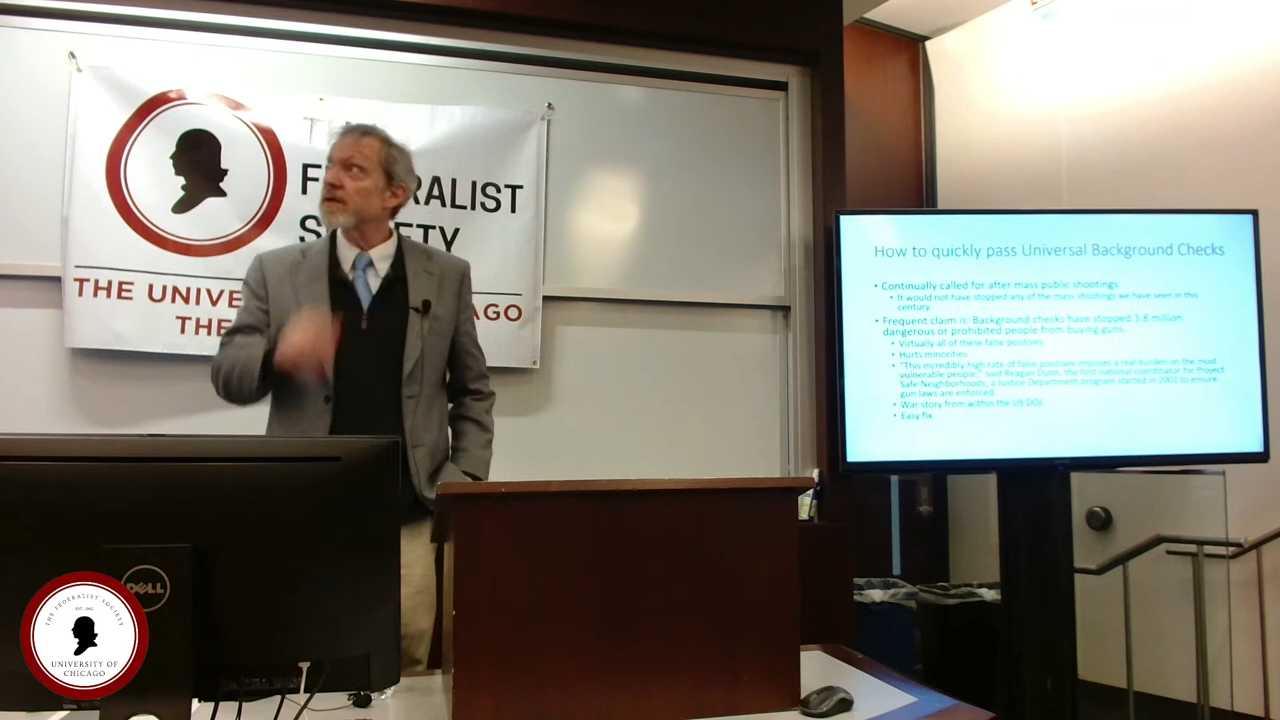 T
F RALIST
S ETY
THE UNIVE AGO
THE
How to quickly pass Universal Background Checks
• Continually called for after mass public shootings
• It would not have stopped any of the mass shootings we have seen in this
century.
• Frequent claim is: Background checks have stopped 3.8 million
dangerous or prohibited people from buying guns.
• Virtually all of these false positives
• Hurts minorities
• "This incredibly high rate of false positives imposes a real burden on the most
vulnerable people," said Reagan Dunn, the first national coordinator for Project
Safe Neighborhoods, a Justice Department program started in 2001 to ensure
gun laws are enforced.
• War story from within the US DOJ
• Easy fix
DELL
THE FEDERALIST SOCIETY
EST. 1982
UNIVERSITY OF
CHICAGO